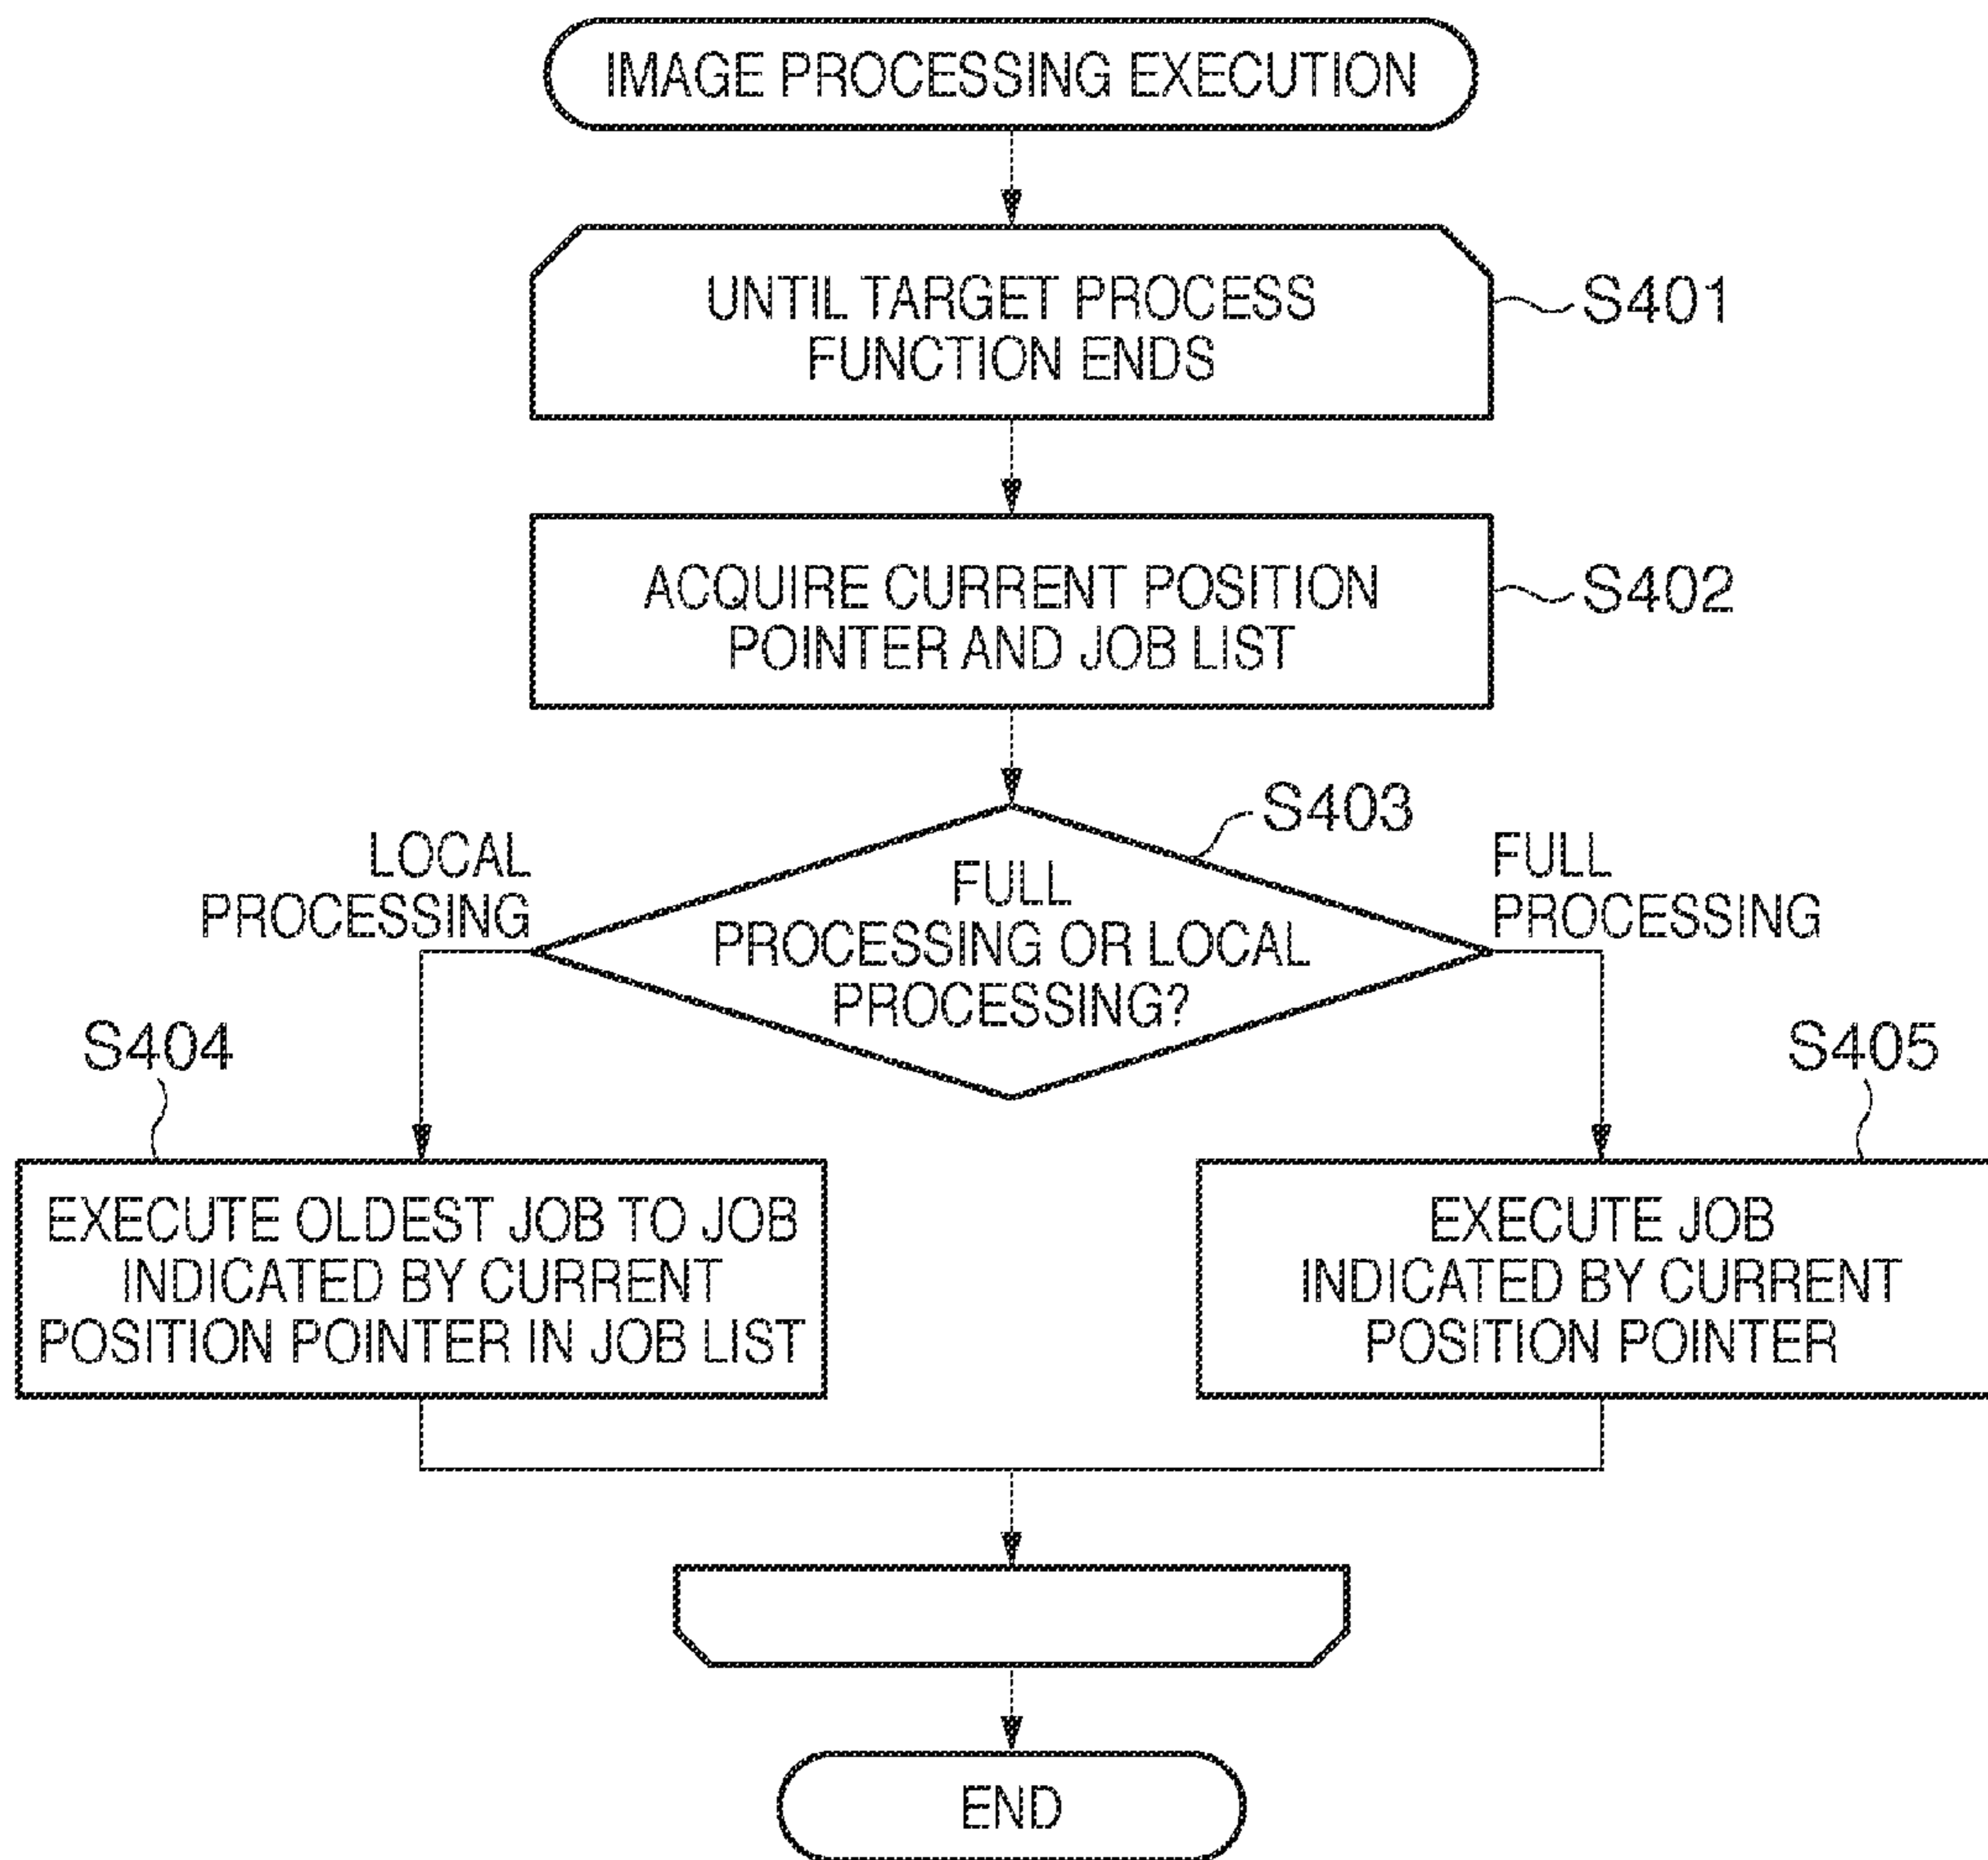 IMAGE PROCESSING EXECUTION
UNTIL TARGET PROCESS
FUNCTION ENDS
S401
ACQUIRE CURRENT POSITION
POINTER AND JOB LIST
S402
S403
LOCAL
PROCESSING
FULL
PROCESSING OR LOCAL
PROCESSING?
FULL
PROCESSING
S404
S405
EXECUTE OLDEST JOB TO JOB
INDICATED BY CURRENT
POSITION POINTER IN JOB LIST
EXECUTE JOB
INDICATED BY CURRENT
POSITION POINTER
END